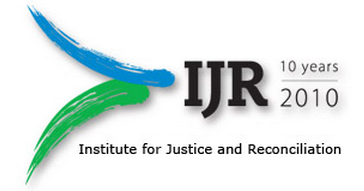 IJR
10 years
2010
Institute for Justice and Reconciliation